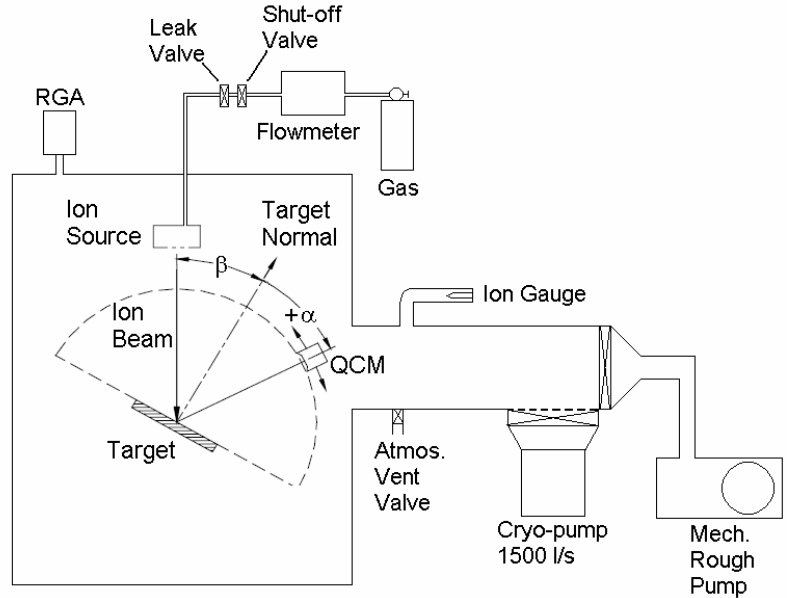 Shut-off
Valve
Leak
Valve
RGA
Flowmeter
Gas
Ion
Source
Target
Normal
β
Ion
Beam
+α
Ion Gauge
QCM
Target
Atmos.
Vent
Valve
Cryo-pump
1500 l/s
Mech.
Rough
Pump